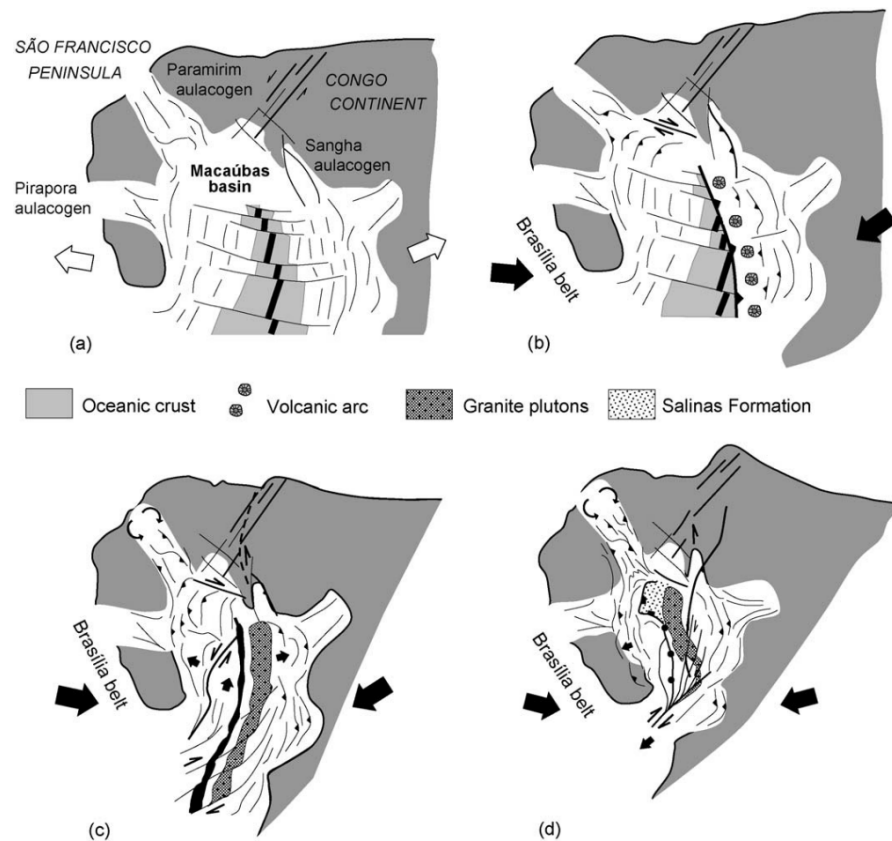 SÃO FRANCISCO
PENINSULA
Paramirim
aulacogen
CONGO
CONTINENT
Sangha
aulacogen
Macaúbas
basin
Pirapora
aulacogen
(a)
Brasília belt
(b)
Oceanic crust
Volcanic arc
Granite plutons
Salinas Formation
Brasília belt
(c)
Brasília belt
(d)